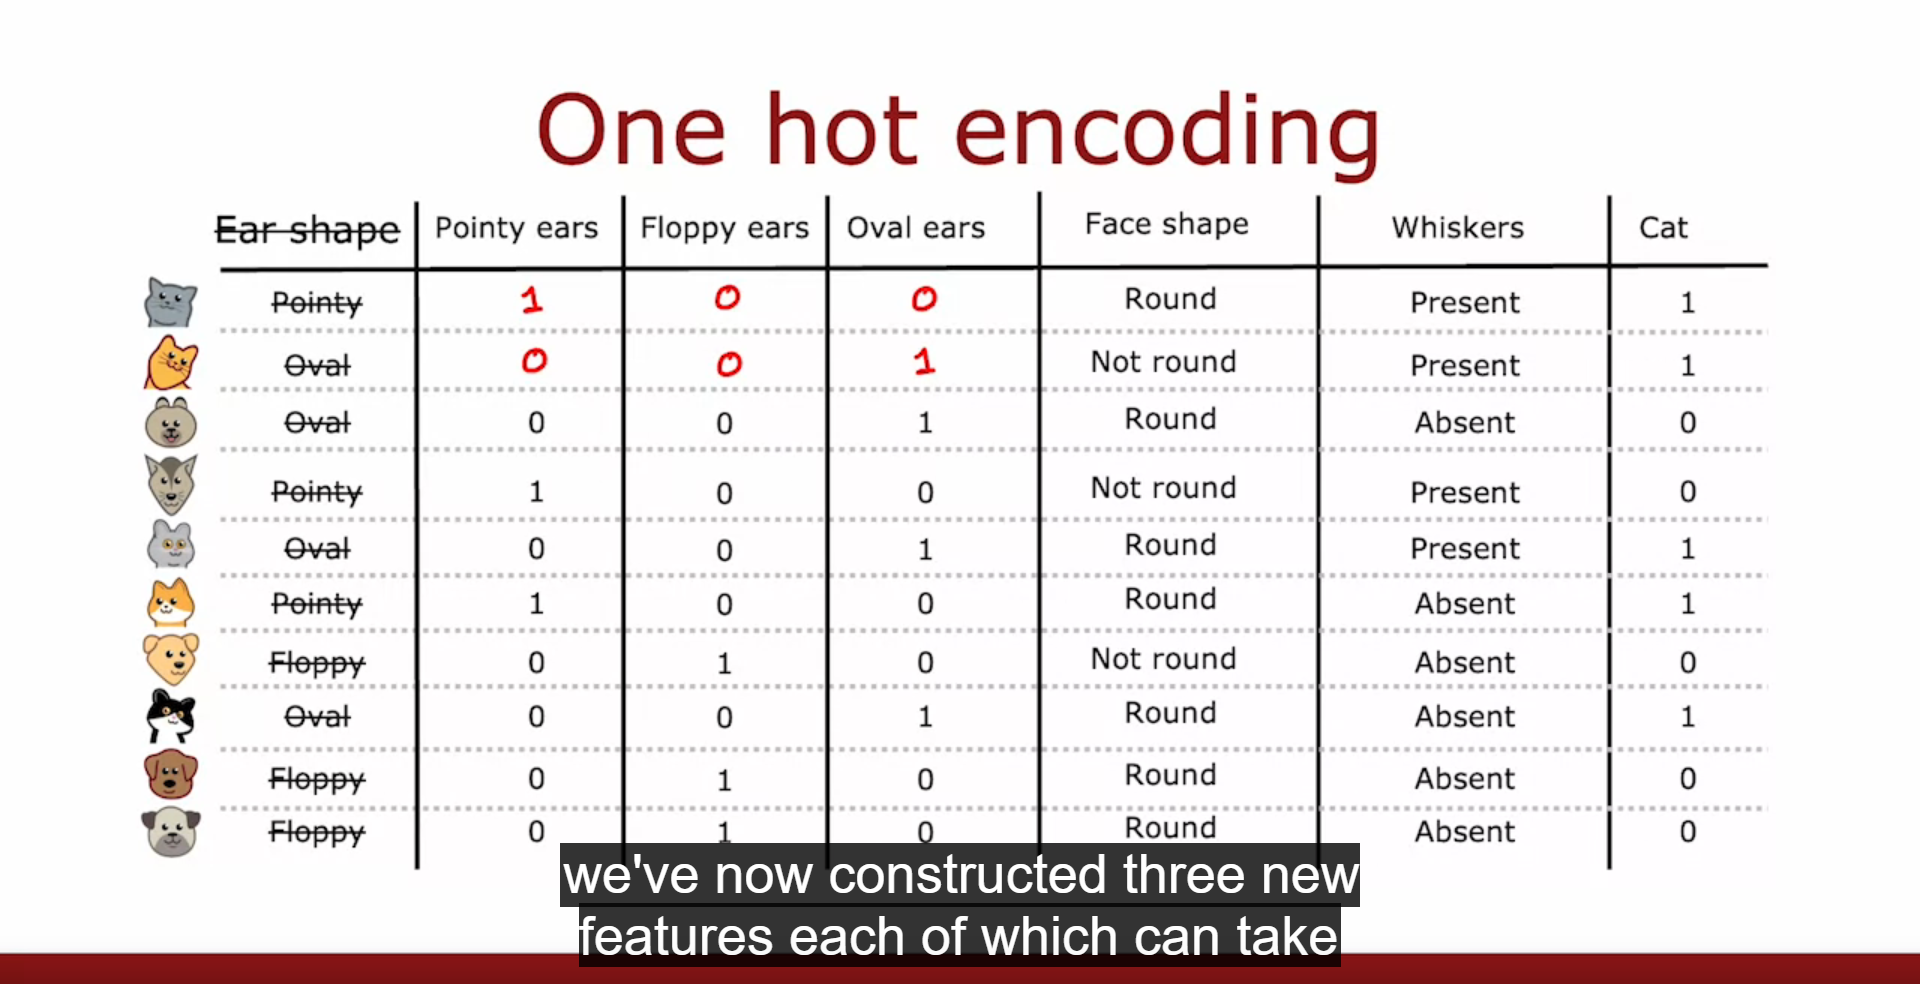 One hot encoding
Ear shape Pointy ears Floppy ears Oval ears Face shape Whiskers Cat
Pointy 1 0 0 Round Present 1
Oval 0 0 1 Not round Present 1
Oval 0 0 1 Round Absent 0
Pointy 1 0 0 Not round Present 0
Oval 0 0 1 Round Present 1
Pointy 1 0 0 Round Absent 1
Floppy 0 1 0 Not round Absent 0
Oval 0 0 1 Round Absent 1
Floppy 0 1 0 Round Absent 0
Floppy 0 1 0 Round Absent 0
we've now constructed three new
features each of which can take